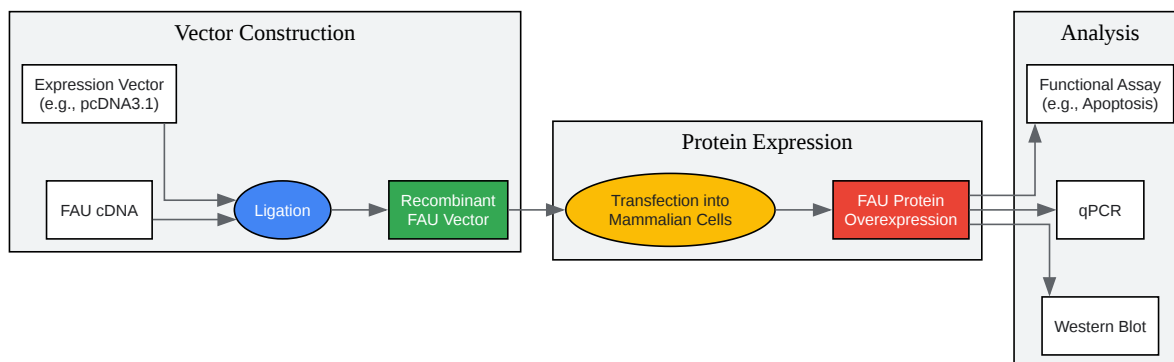 Vector Construction
Expression Vector
(e.g., pcDNA3.1)
FAU cDNA
Ligation
Recombinant
FAU Vector
Protein Expression
Transfection into
Mammalian Cells
FAU Protein
Overexpression
Analysis
Functional Assay
(e.g., Apoptosis)
qPCR
Western Blot